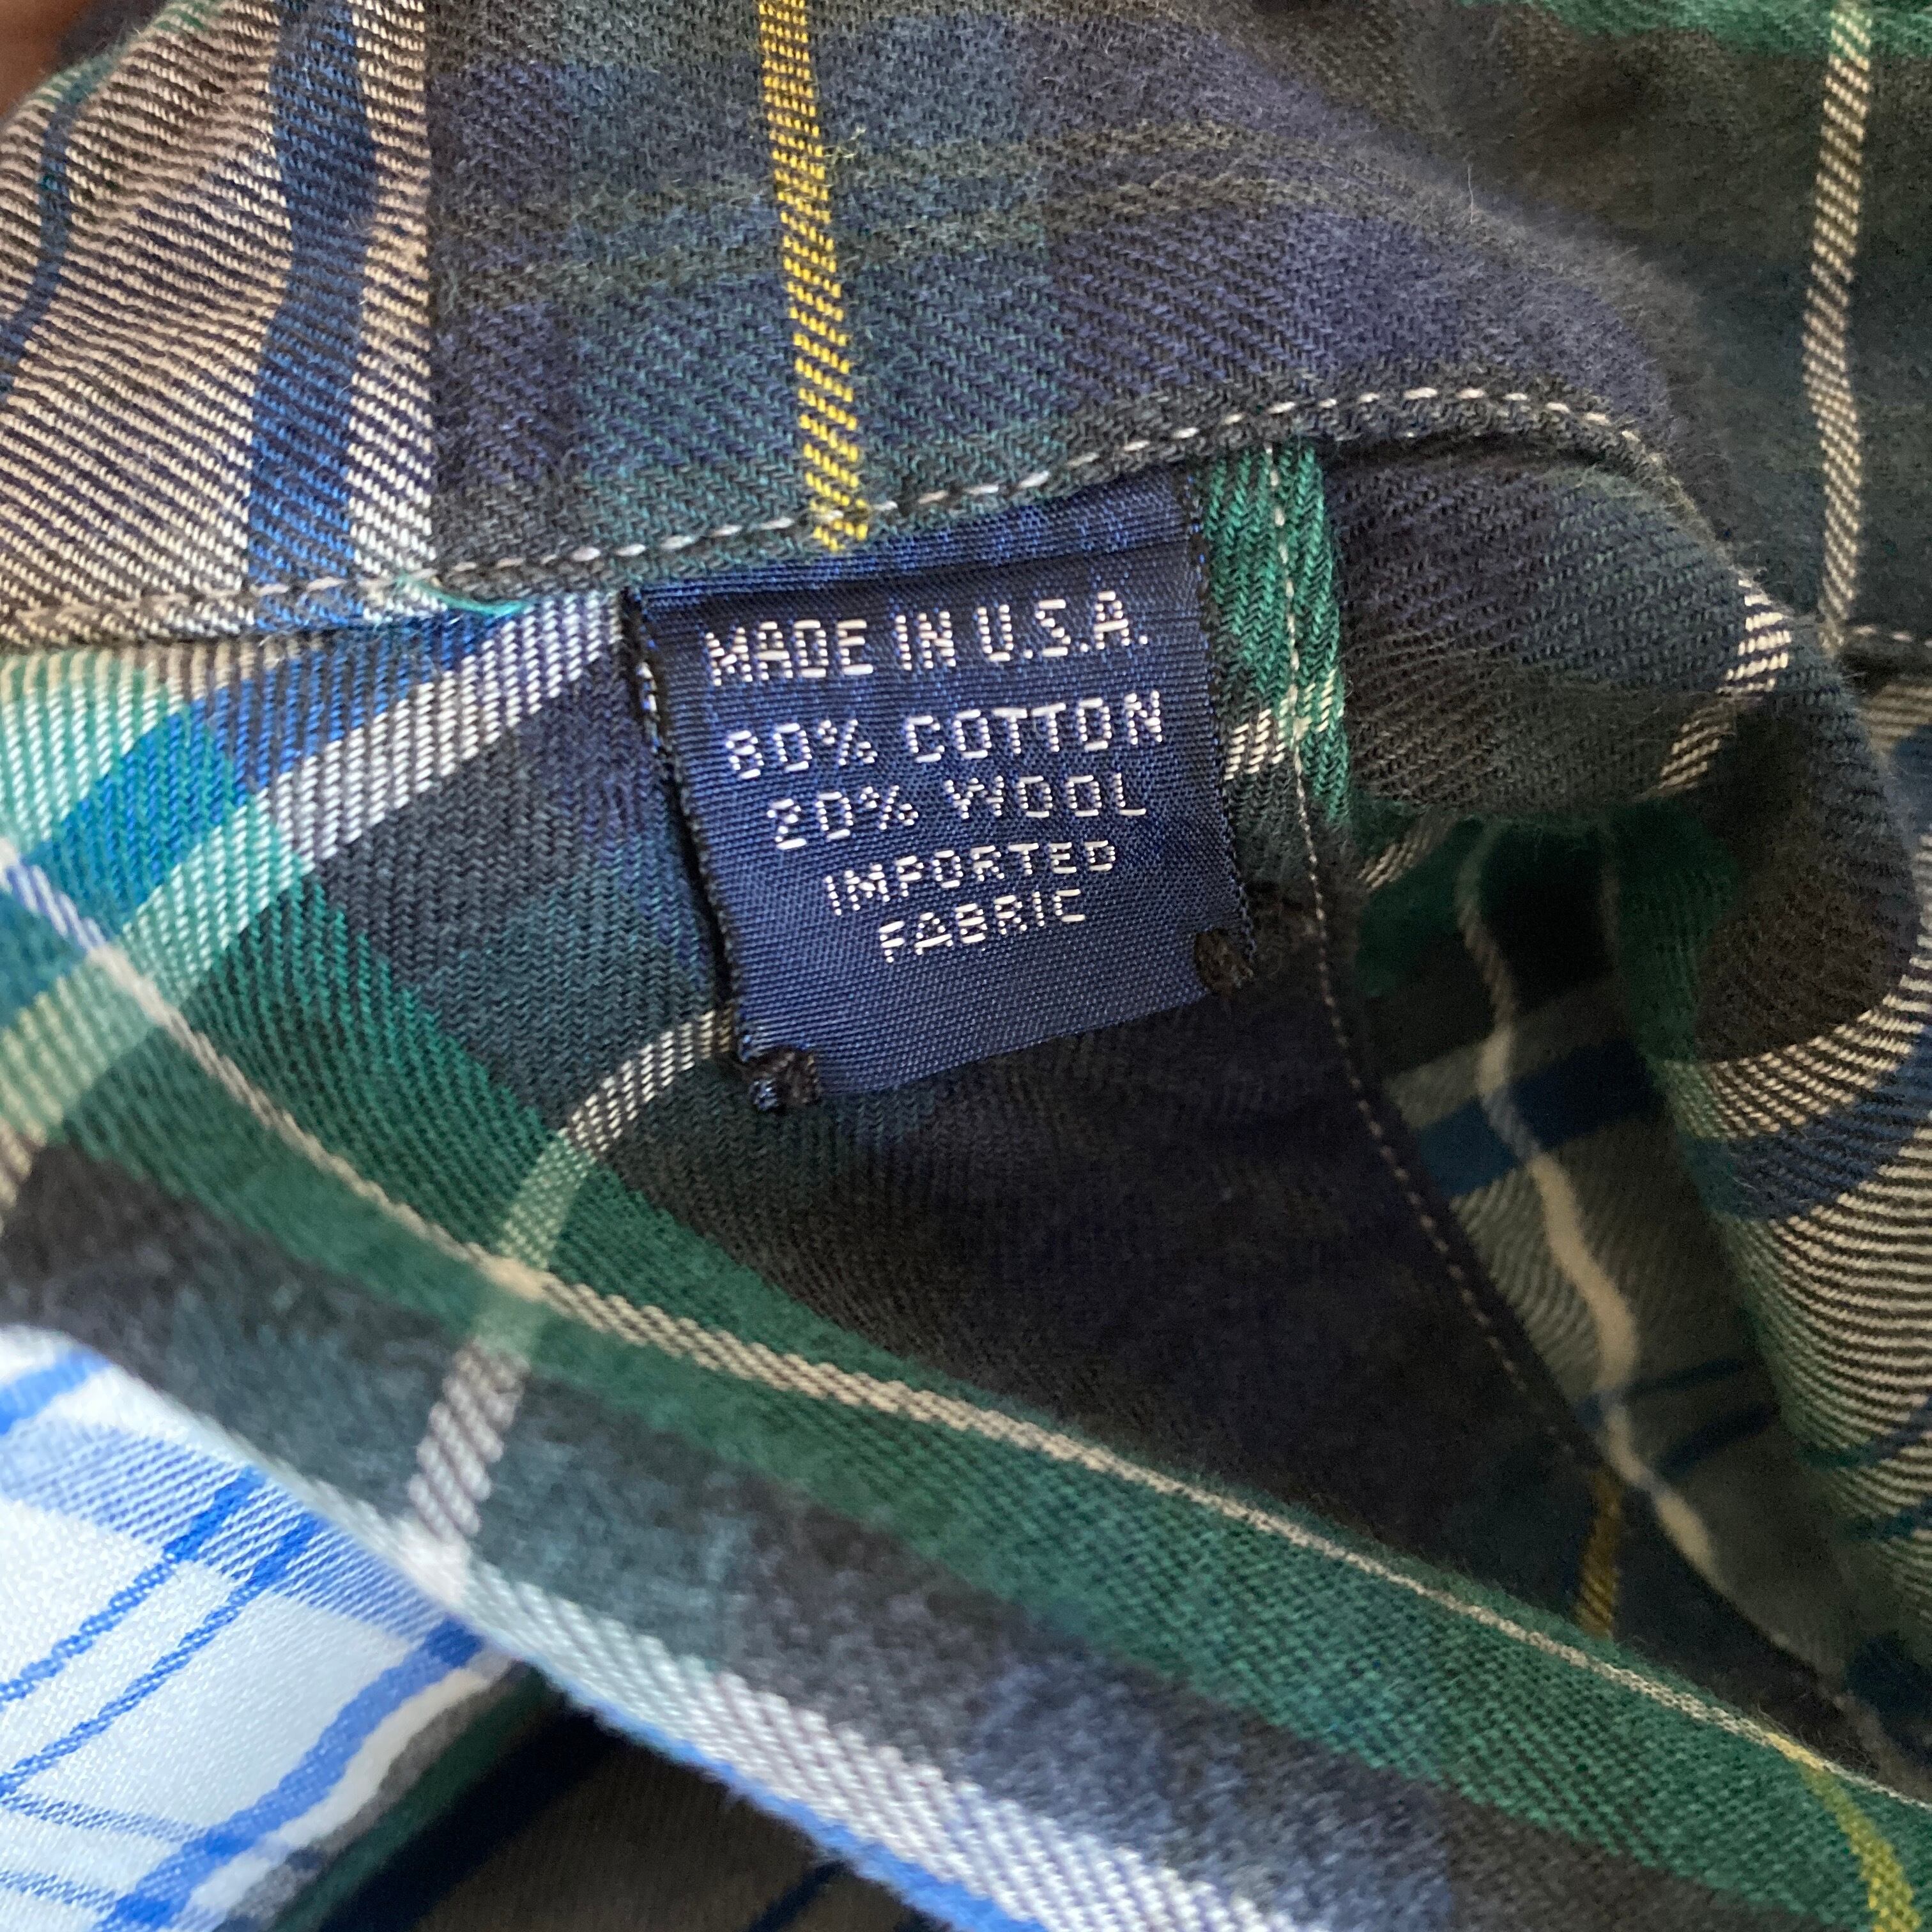 MADE IN U.S.A.
80% COTTON
20% WOOL
IMPORTED
FABRIC